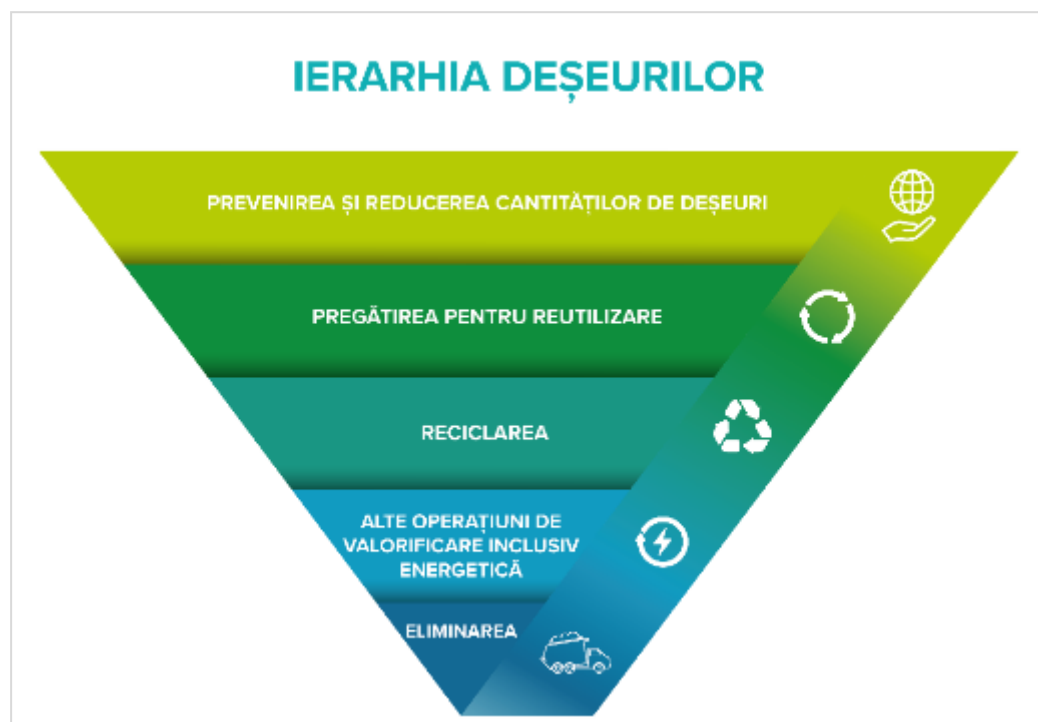 IERARHIA DEȘEURILOR
PREVENIREA ȘI REDUCEREA CANTITĂȚILOR DE DEȘEURI
PREGĂTIREA PENTRU REUTILIZARE
RECICLAREA
ALTE OPERAȚIUNI DE
VALORIFICARE INCLUSIV
ENERGETICĂ
ELIMINAREA